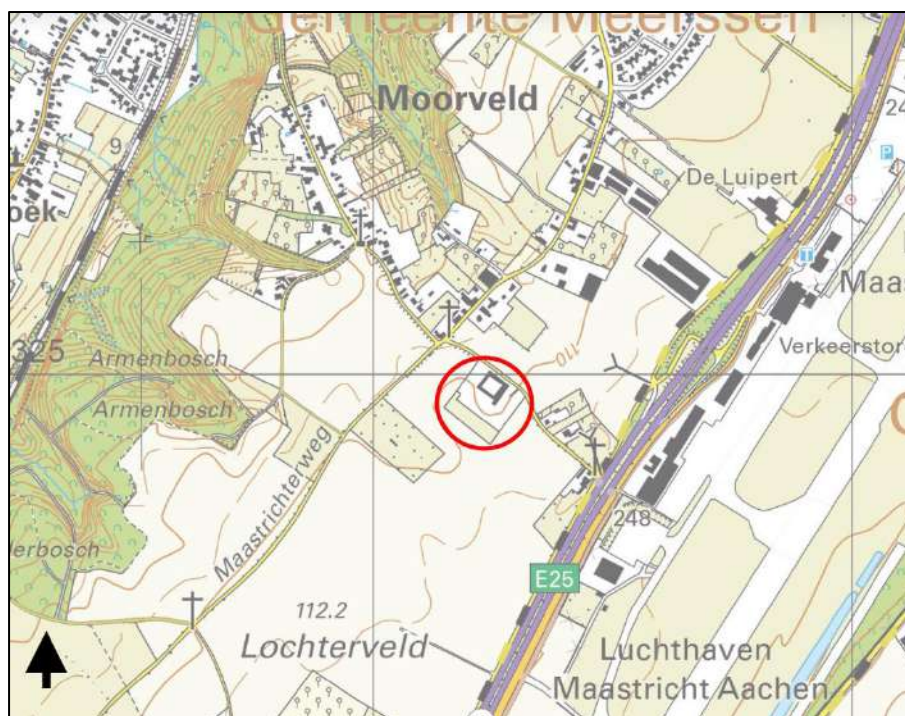 Gemeente Meerssen
Moorveld
9
De Luipert
24
P
oek
Maas
325
Armenbosch
110
Verkeerstor
Armenbosch
Maastrichterweg
248
erbosch
E25
112.2
Lochterveld
Luchthaven
Maastricht Aachen